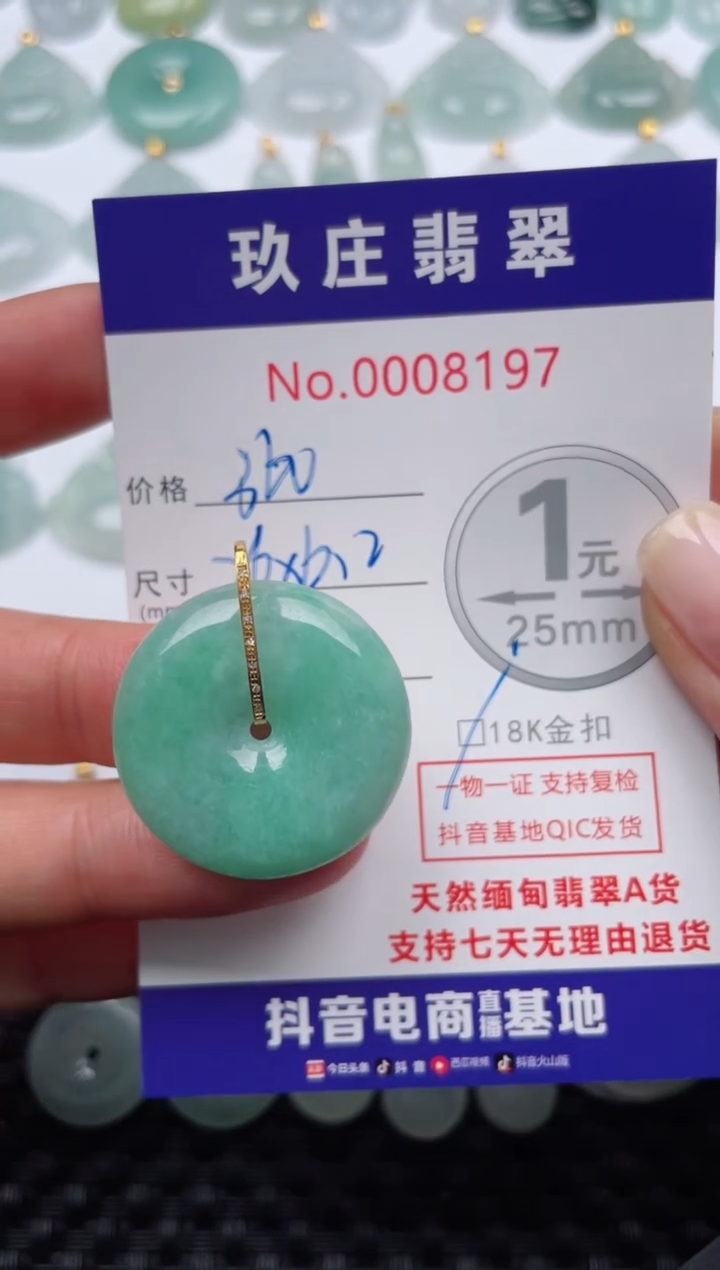 玖庄翡翠
No.0008197
价格
尺寸
(mm
1元
25mm
□18K金扣
一物一证 支持复检
抖音基地QIC发货
天然缅甸翡翠A货
支持七天无理由退货
抖音电商直播基地
今日头条 抖音 西瓜视频 抖音火山版